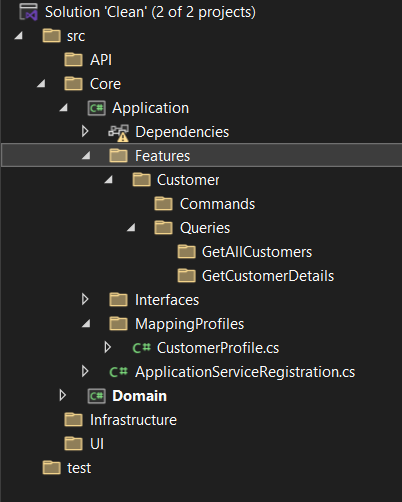 Solution 'Clean' (2 of 2 projects)
src
API
Core
C# Application
Dependencies
Features
Customer
Commands
Queries
GetAllCustomers
GetCustomerDetails
Interfaces
MappingProfiles
C# CustomerProfile.cs
C# ApplicationServiceRegistration.cs
C# Domain
Infrastructure
UI
test